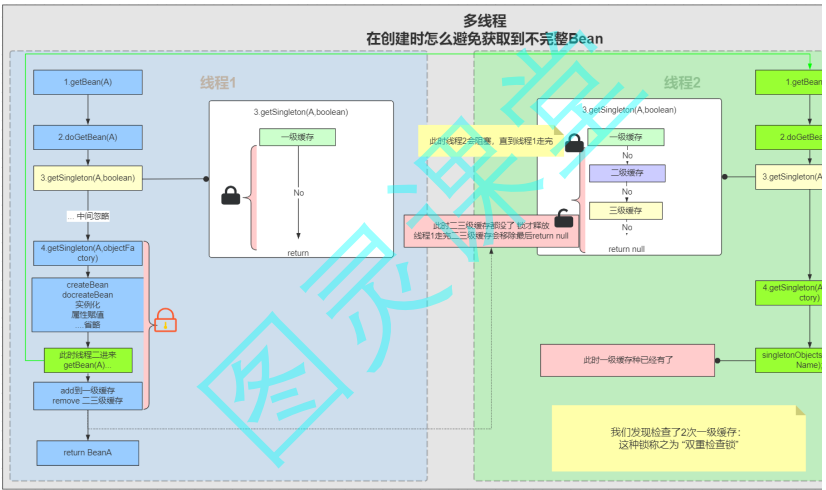 多线程
在创建时怎么避免获取到不完整Bean
线程1
1.getBean(A)
2.doGetBean(A)
3.getSingleton(A,boolean)
... 中间忽略
4.getSingleton(A,objectFa
ctory)
createBean
docreateBean
实例化
属性赋值
.....省略
此时线程二进来
getBean(A)...
add到一级缓存
remove 二三级缓存
return BeanA
3.getSingleton(A,boolean)
一级缓存
No
return
线程2
此时线程2会阻塞，直到线程1走完
3.getSingleton(A,boolean)
一级缓存
No
二级缓存
No
三级缓存
No
return null
此时二三级缓存都没了 锁才释放
线程1走完二三级缓存会移除最后return null
1.getBean
2.doGetBea
3.getSingleton(A
4.getSingleton(A
ctory)
singletonObjects
Name);
此时一级缓存种已经有了
我们发现检查了2次一级缓存：
这种锁称之为 “双重检查锁”
图灵课堂